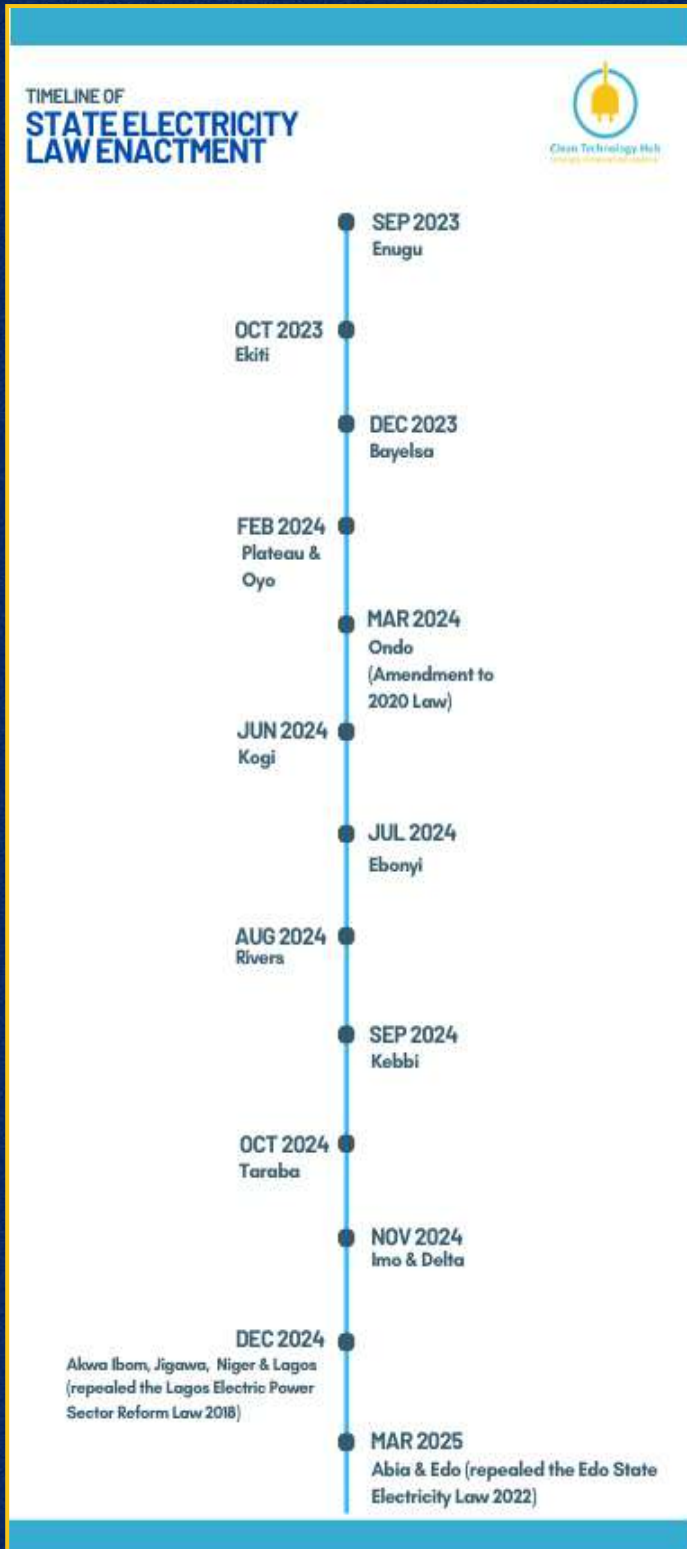 TIMELINE OF
STATE ELECTRICITY
LAW ENACTMENT
Clean Technology Hub
SEP 2023
Enugu
OCT 2023
Ekiti
DEC 2023
Bayelsa
FEB 2024
Plateau &
Oyo
MAR 2024
Ondo
(Amendment to
2020 Law)
JUN 2024
Kogi
JUL 2024
Ebonyi
AUG 2024
Rivers
SEP 2024
Kebbi
OCT 2024
Taraba
NOV 2024
Imo & Delta
DEC 2024
Akwa Ibom, Jigawa, Niger & Lagos
(repealed the Lagos Electric Power
Sector Reform Law 2018)
MAR 2025
Abia & Edo (repealed the Edo State
Electricity Law 2022)